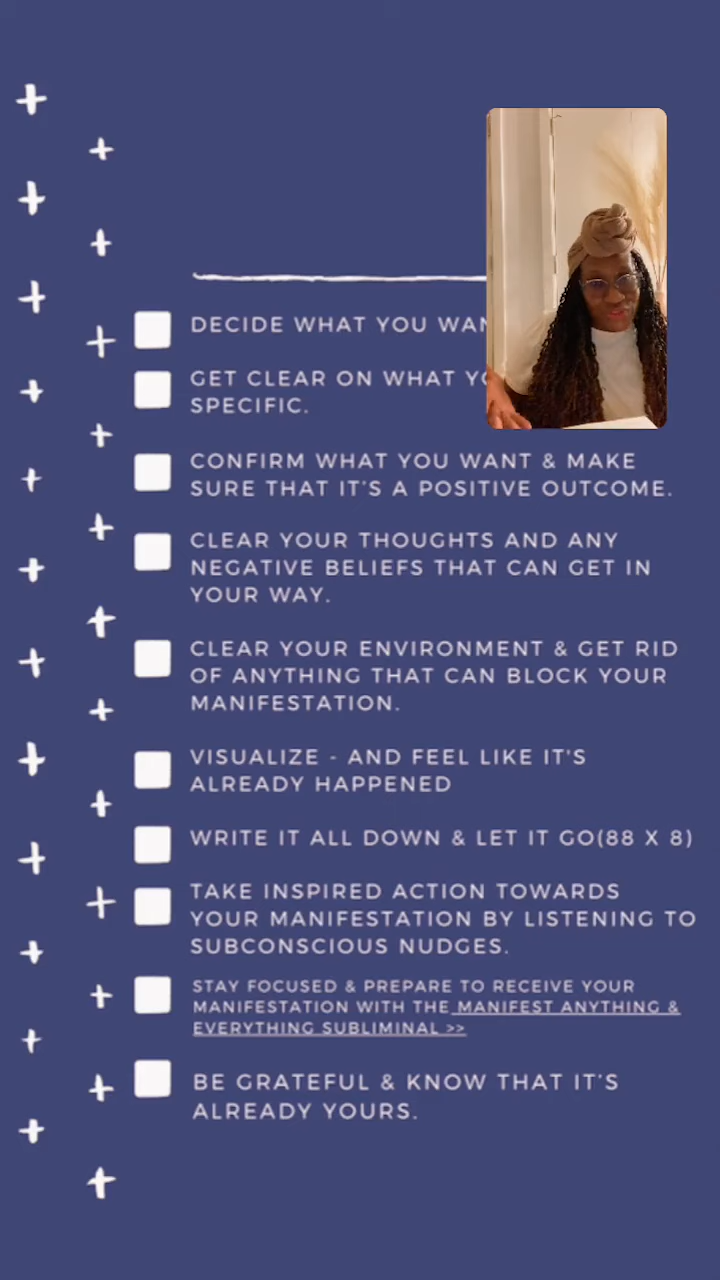 DECIDE WHAT YOU WAN
GET CLEAR ON WHAT YO
SPECIFIC.
CONFIRM WHAT YOU WANT & MAKE
SURE THAT IT'S A POSITIVE OUTCOME.
CLEAR YOUR THOUGHTS AND ANY
NEGATIVE BELIEFS THAT CAN GET IN
YOUR WAY.
CLEAR YOUR ENVIRONMENT & GET RID
OF ANYTHING THAT CAN BLOCK YOUR
MANIFESTATION.
VISUALIZE - AND FEEL LIKE IT'S
ALREADY HAPPENED
WRITE IT ALL DOWN & LET IT GO(88 X 8)
TAKE INSPIRED ACTION TOWARDS
YOUR MANIFESTATION BY LISTENING TO
SUBCONSCIOUS NUDGES.
STAY FOCUSED & PREPARE TO RECEIVE YOUR
MANIFESTATION WITH THE MANIFEST ANYTHING &
EVERYTHING SUBLIMINAL >>
BE GRATEFUL & KNOW THAT IT'S
ALREADY YOURS.